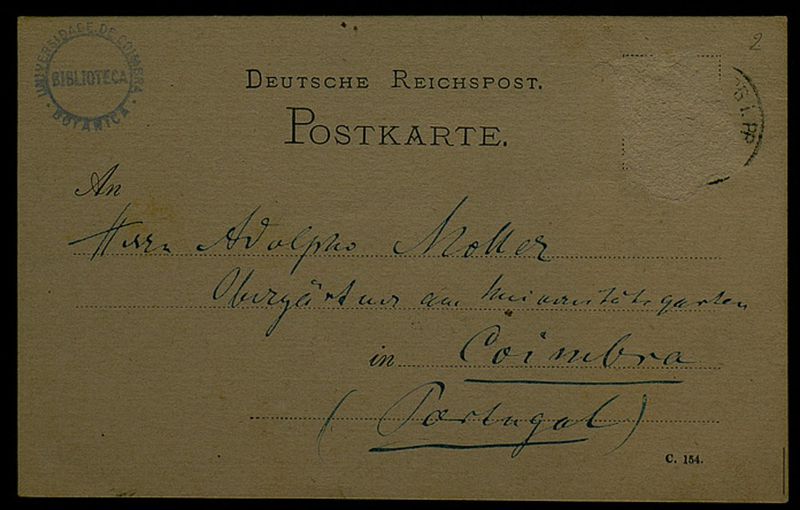 2
UNIVERSIDADE DE COIMBRA
BIBLIOTECA
BOTANICA
DEUTSCHE REICHSPOST.
POSTKARTE.
An
Herrn Adolpho Moller
Obergärtner am Universitätsgarten
in Coimbra
(Portugal)
C. 154.